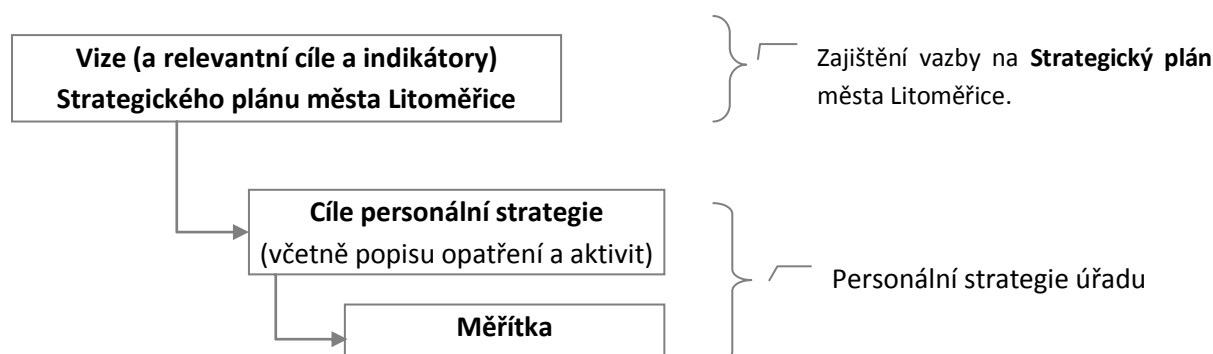 Vize (a relevantní cíle a indikátory)
Strategického plánu města Litoměřice
Zajištění vazby na Strategický plán
města Litoměřice.
Cíle personální strategie
(včetně popisu opatření a aktivit)
Personální strategie úřadu
Měřítka